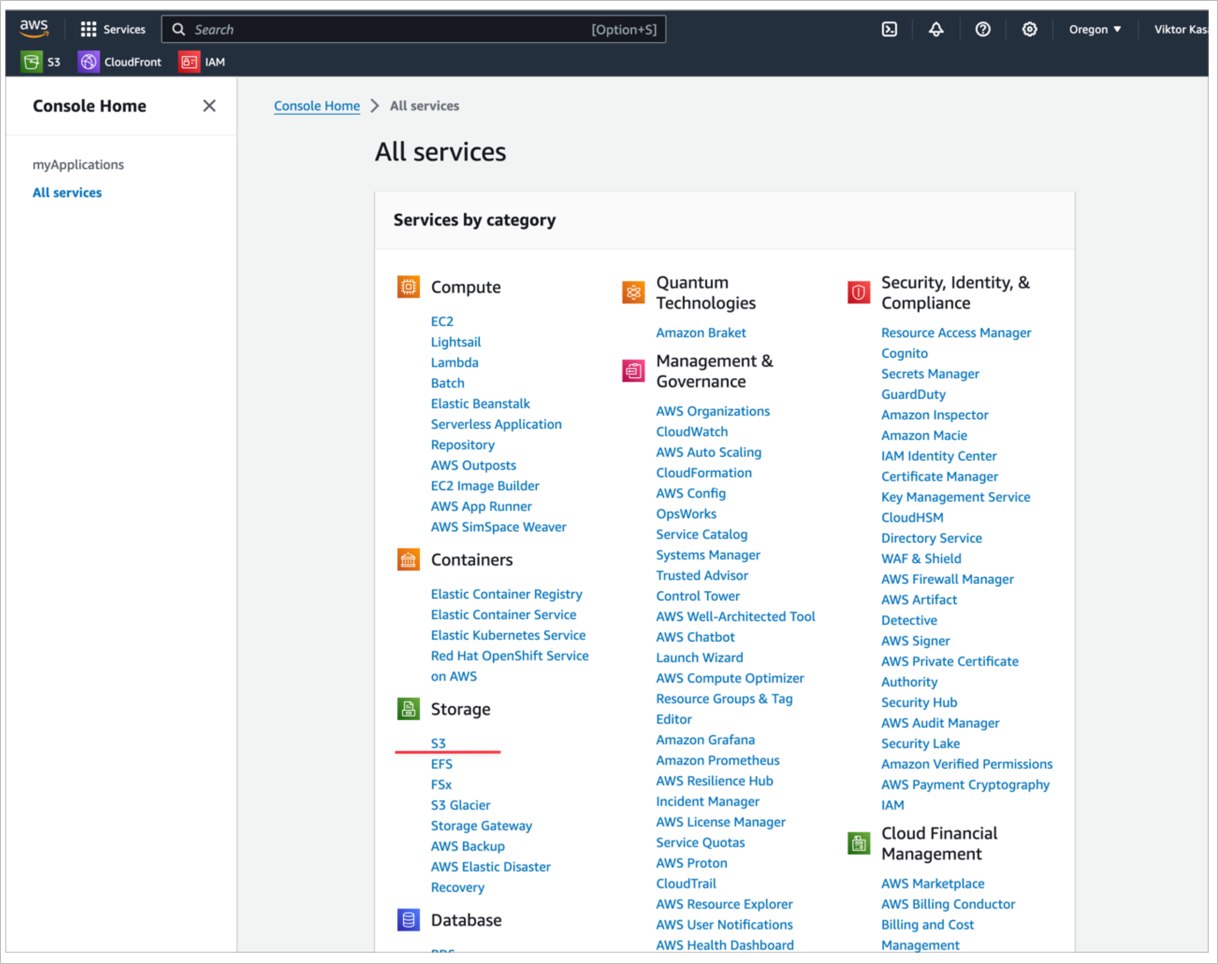 aws
Services
Search
[Option+S]
Oregon ▼
Viktor Kas
S3
CloudFront
IAM
Console Home
myApplications
All services
Console Home
All services
All services
Services by category
Compute
EC2
Lightsail
Lambda
Batch
Elastic Beanstalk
Serverless Application
Repository
AWS Outposts
EC2 Image Builder
AWS App Runner
AWS SimSpace Weaver
Containers
Elastic Container Registry
Elastic Container Service
Elastic Kubernetes Service
Red Hat OpenShift Service
on AWS
Storage
S3
EFS
FSx
S3 Glacier
Storage Gateway
AWS Backup
AWS Elastic Disaster
Recovery
Database
Quantum
Technologies
Amazon Braket
Management &
Governance
AWS Organizations
CloudWatch
AWS Auto Scaling
CloudFormation
AWS Config
OpsWorks
Service Catalog
Systems Manager
Trusted Advisor
Control Tower
AWS Well-Architected Tool
AWS Chatbot
Launch Wizard
AWS Compute Optimizer
Resource Groups & Tag
Editor
Amazon Grafana
Amazon Prometheus
AWS Resilience Hub
Incident Manager
AWS License Manager
Service Quotas
AWS Proton
CloudTrail
AWS Resource Explorer
AWS User Notifications
AWS Health Dashboard
Security, Identity, &
Compliance
Resource Access Manager
Cognito
Secrets Manager
GuardDuty
Amazon Inspector
Amazon Macie
IAM Identity Center
Certificate Manager
Key Management Service
CloudHSM
Directory Service
WAF & Shield
AWS Firewall Manager
AWS Artifact
Detective
AWS Signer
AWS Private Certificate
Authority
Security Hub
AWS Audit Manager
Security Lake
Amazon Verified Permissions
AWS Payment Cryptography
IAM
Cloud Financial
Management
AWS Marketplace
AWS Billing Conductor
Billing and Cost
Management